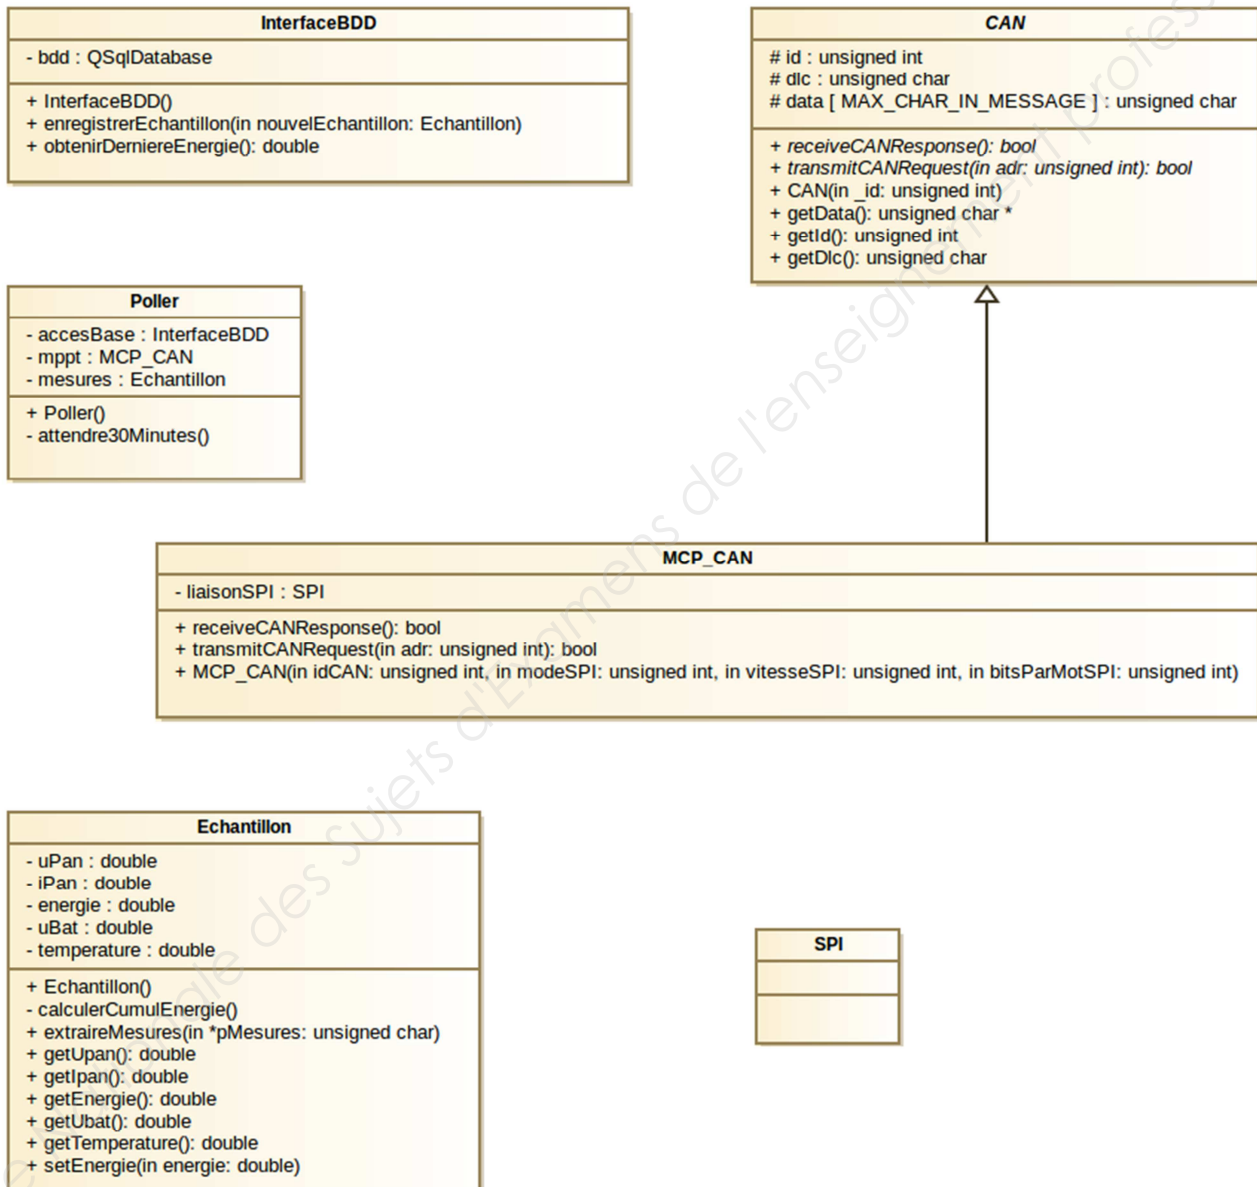 InterfaceBDD
- bdd : QSqlDatabase
+ InterfaceBDD()
+ enregistrerEchantillon(in nouvelEchantillon: Echantillon)
+ obtenirDerniereEnergie(): double
CAN
# id : unsigned int
# dlc : unsigned char
# data [ MAX_CHAR_IN_MESSAGE ] : unsigned char
+ receiveCANResponse(): bool
+ transmitCANRequest(in adr: unsigned int): bool
+ CAN(in _id: unsigned int)
+ getData(): unsigned char *
+ getId(): unsigned int
+ getDlc(): unsigned char
Poller
- accesBase : InterfaceBDD
- mppt : MCP_CAN
- mesures : Echantillon
+ Poller()
- attendre30Minutes()
MCP_CAN
- liaisonSPI : SPI
+ receiveCANResponse(): bool
+ transmitCANRequest(in adr: unsigned int): bool
+ MCP_CAN(in idCAN: unsigned int, in modeSPI: unsigned int, in vitesseSPI: unsigned int, in bitsParMotSPI: unsigned int)
Echantillon
- uPan : double
- iPan : double
- energie : double
- uBat : double
- temperature : double
+ Echantillon()
- calculerCumulEnergie()
+ extraireMesures(in *pMesures: unsigned char)
+ getUpan(): double
+ getIpan(): double
+ getEnergie(): double
+ getUbat(): double
+ getTemperature(): double
+ setEnergie(in energie: double)
SPI
des Sujets d'Examens de l'enseignement